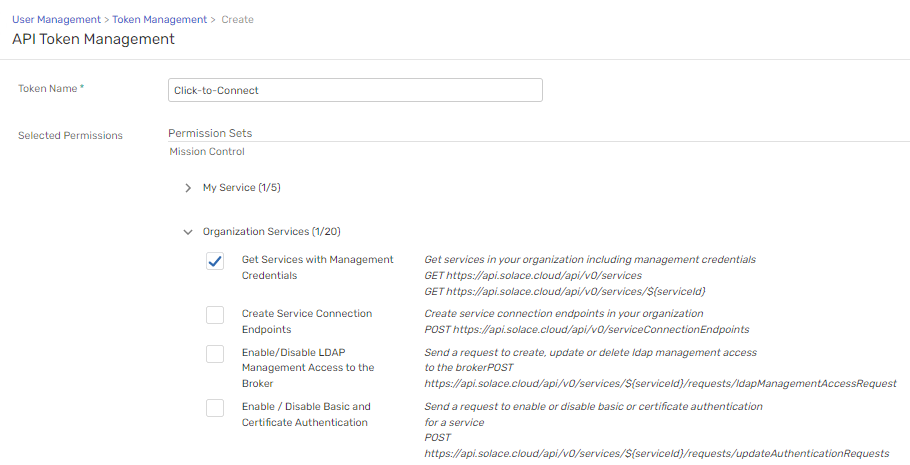 User Management > Token Management > Create
API Token Management
Token Name *
Click-to-Connect
Selected Permissions
Permission Sets
Mission Control
My Service (1/5)
Organization Services (1/20)
Get Services with Management
Credentials
Get services in your organization including management credentials
GET https://api.solace.cloud/api/v0/services
GET https://api.solace.cloud/api/v0/services/${serviceId}
Create Service Connection
Endpoints
Create service connection endpoints in your organization
POST https://api.solace.cloud/api/v0/serviceConnectionEndpoints
Enable/Disable LDAP
Management Access to the
Broker
Send a request to create, update or delete ldap management access
to the brokerPOST
https://api.solace.cloud/api/v0/services/${serviceId}/requests/ldapManagementAccessRequest
Enable / Disable Basic and
Certificate Authentication
Send a request to enable or disable basic or certificate authentication
for a service
POST
https://api.solace.cloud/api/v0/services/${serviceId}/requests/updateAuthenticationRequests